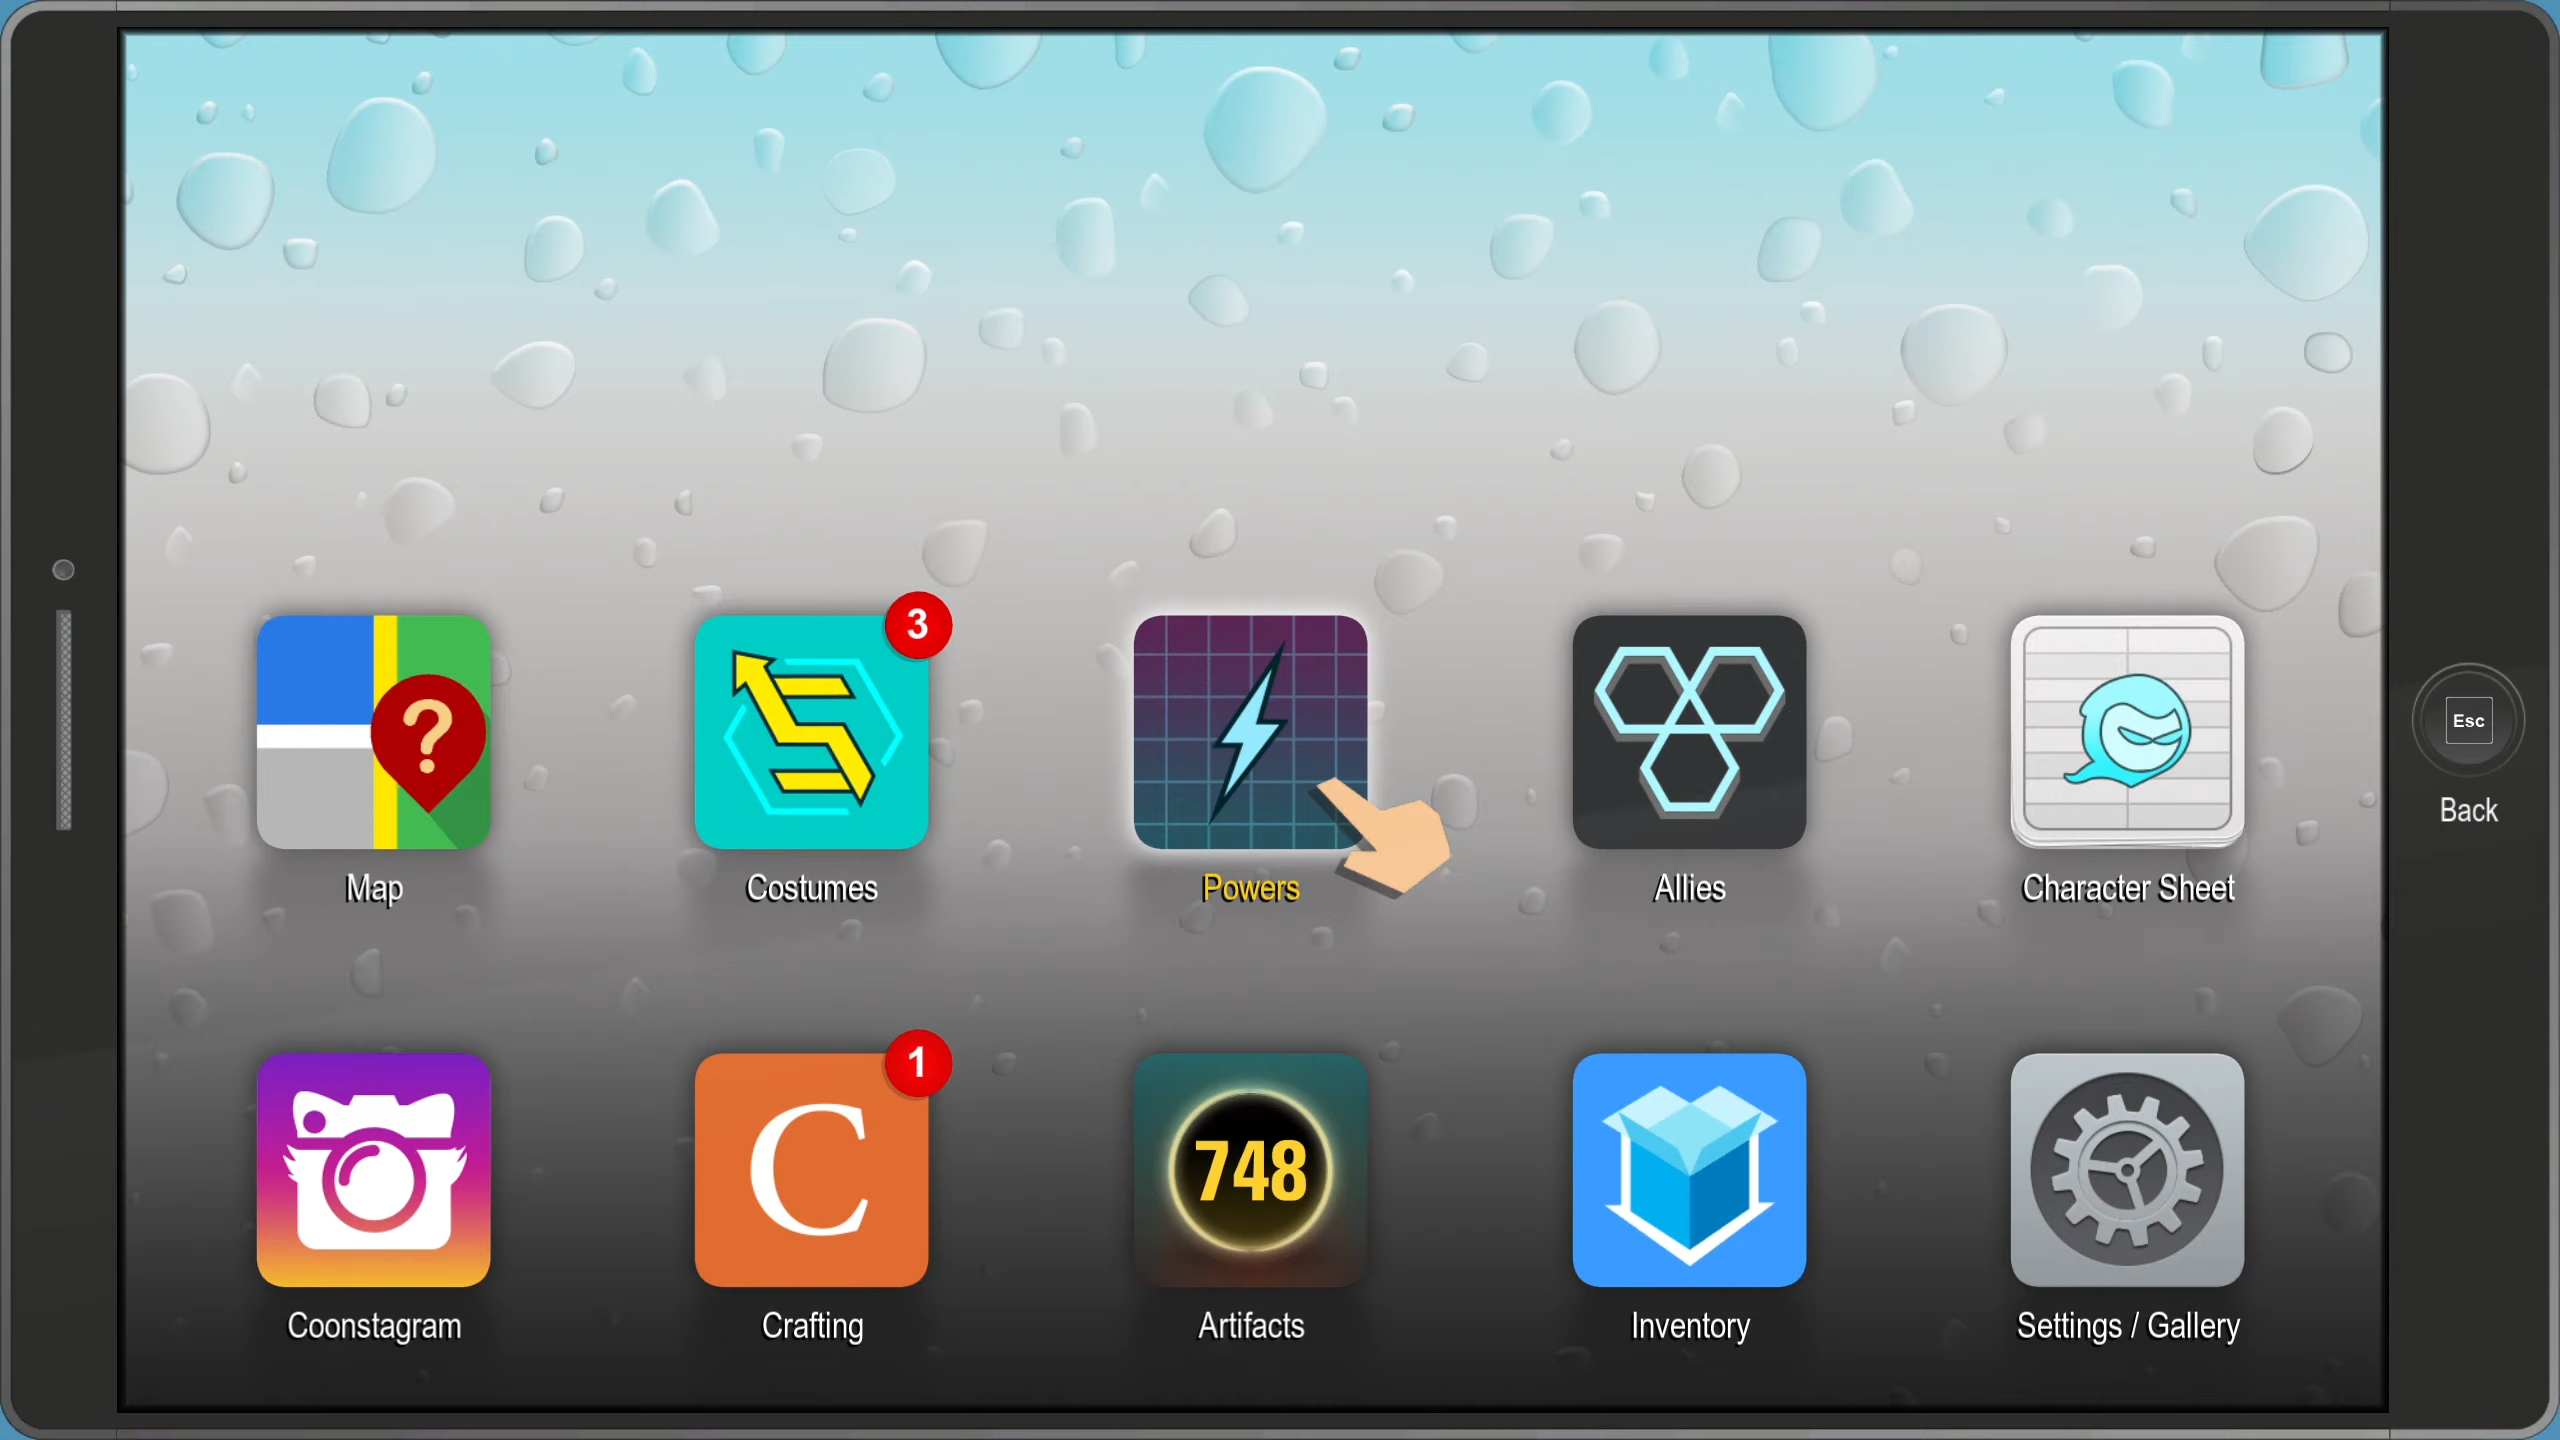 3
?
Map
Costumes
Powers
Allies
Character Sheet
Esc
Back
1
C
748
Coonstagram
Crafting
Artifacts
Inventory
Settings / Gallery